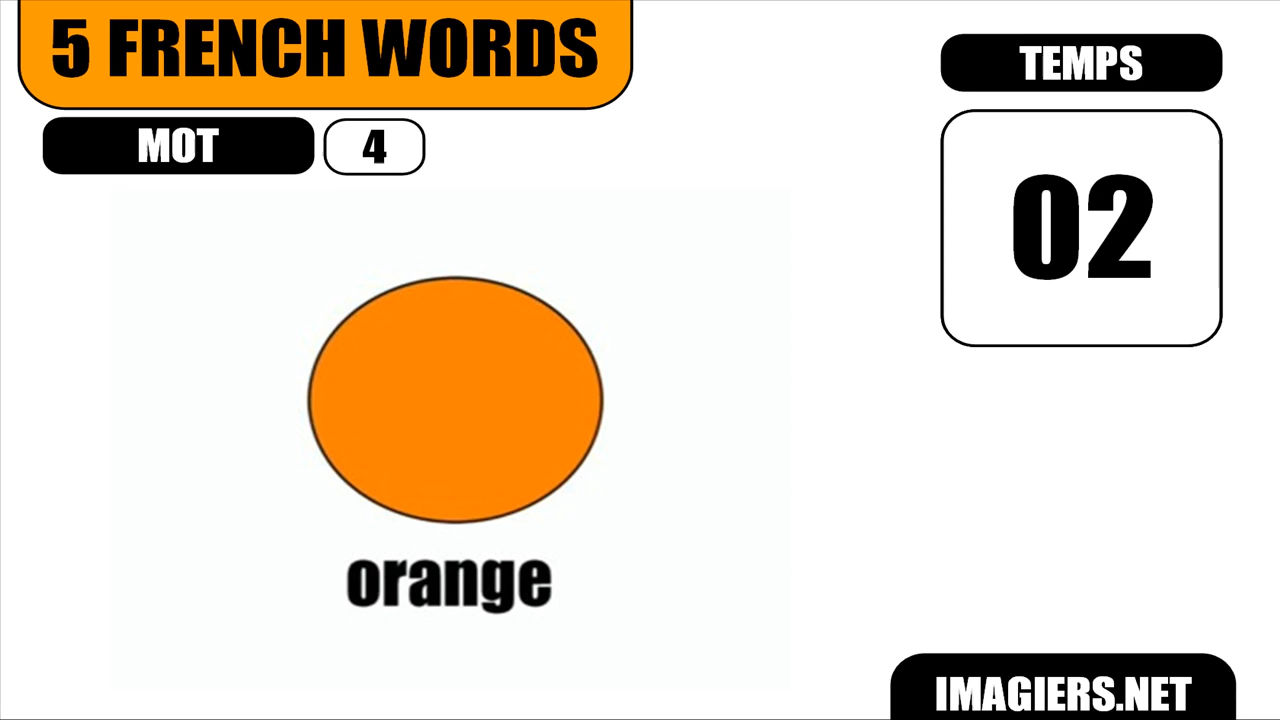 5 FRENCH WORDS
TEMPS
MOT 4
02
orange
IMAGIERS.NET